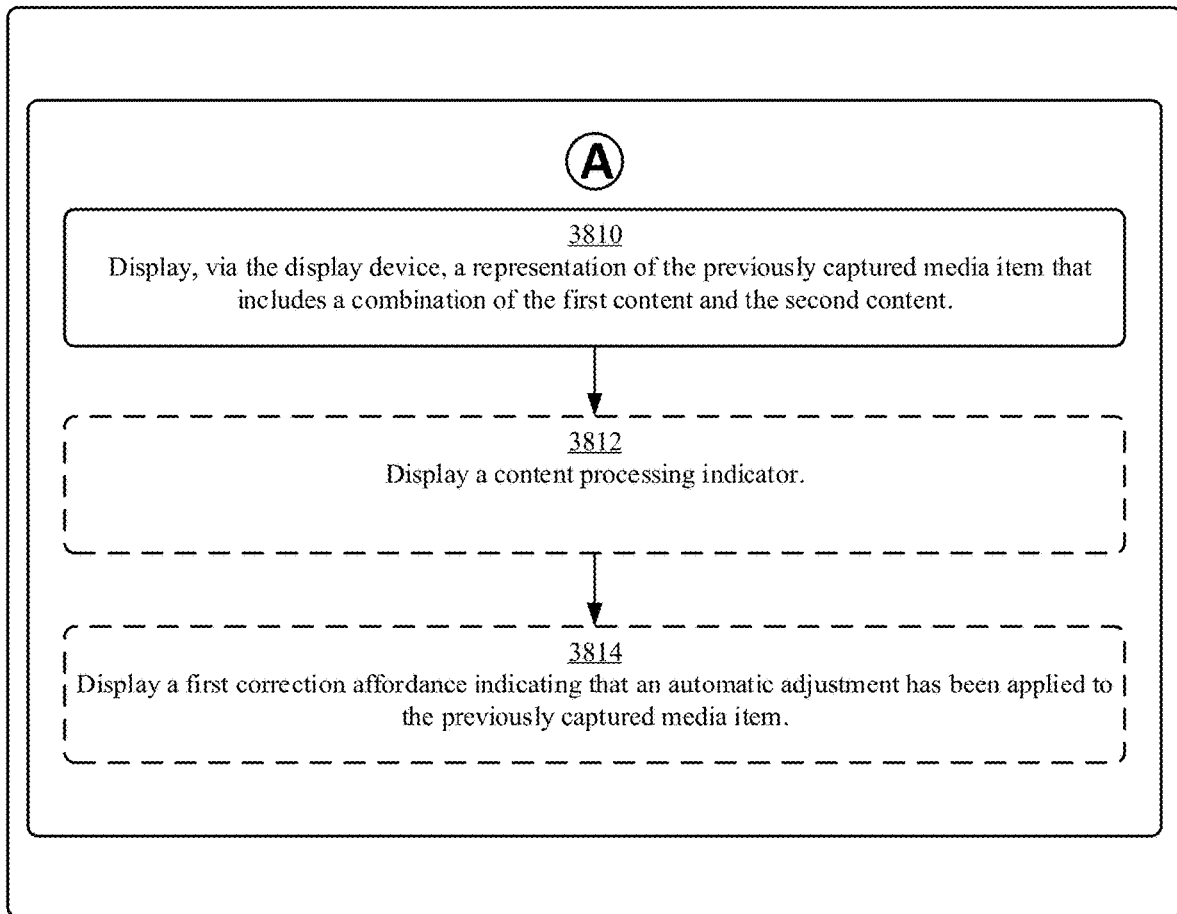 A
3810
Display, via the display device, a representation of the previously captured media item that
includes a combination of the first content and the second content.
3812
Display a content processing indicator.
3814
Display a first correction affordance indicating that an automatic adjustment has been applied to
the previously captured media item.